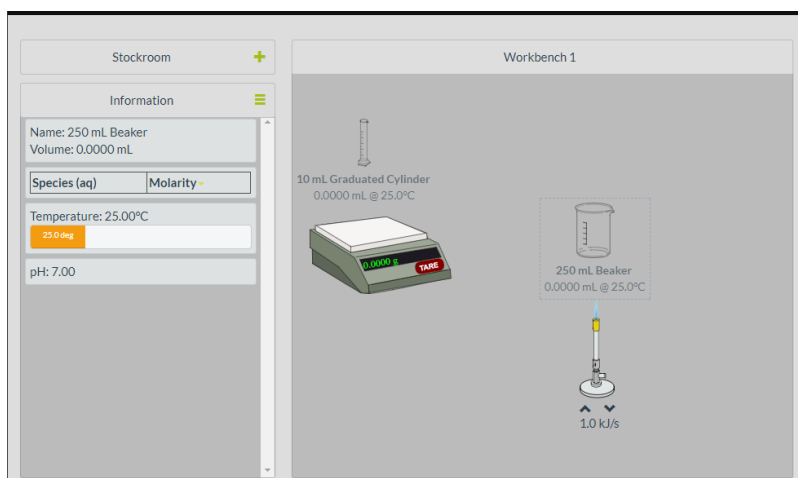 Stockroom
Information
Name: 250 mL Beaker
Volume: 0.0000 mL
Species (aq) Molarity
Temperature: 25.00°C
25.0 deg
pH: 7.00
Workbench 1
10 mL Graduated Cylinder
0.0000 mL @ 25.0°C
0.0000 g TARE
250 mL Beaker
0.0000 mL @ 25.0°C
1.0 kJ/s